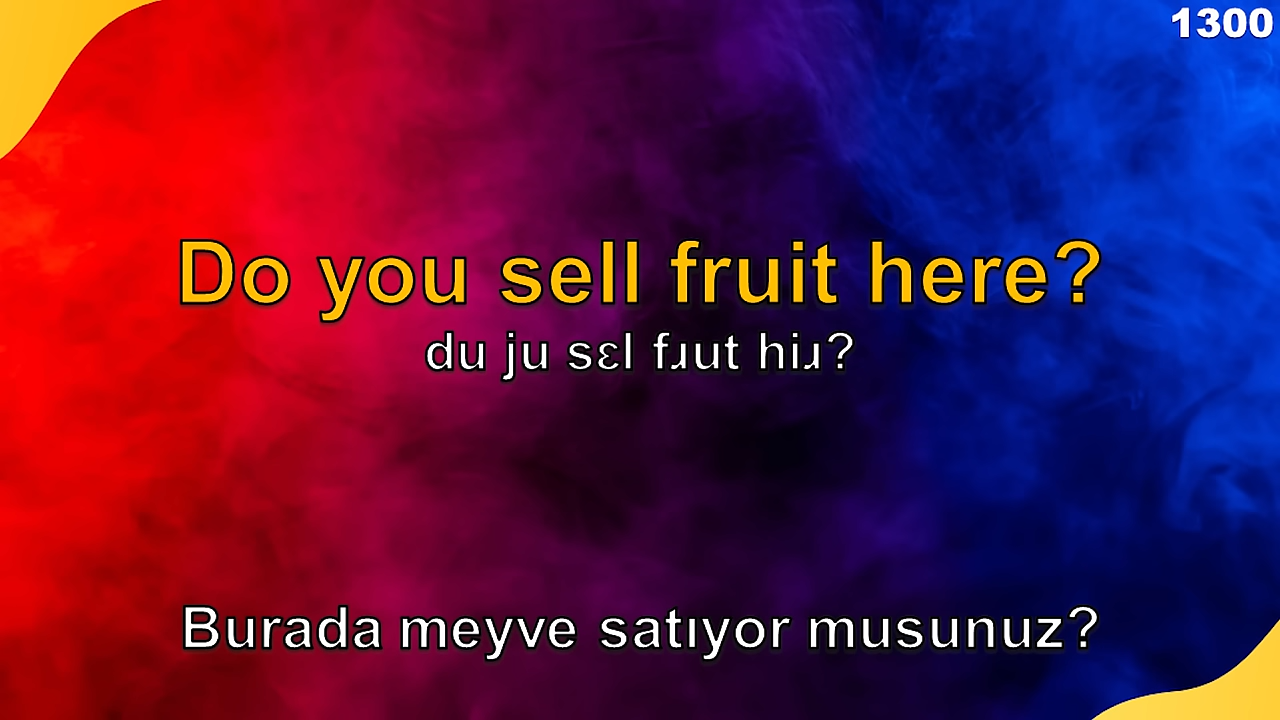 1300
Do you sell fruit here?
du ju sɛl fɹut hiɹ?
Burada meyve satıyor musunuz?